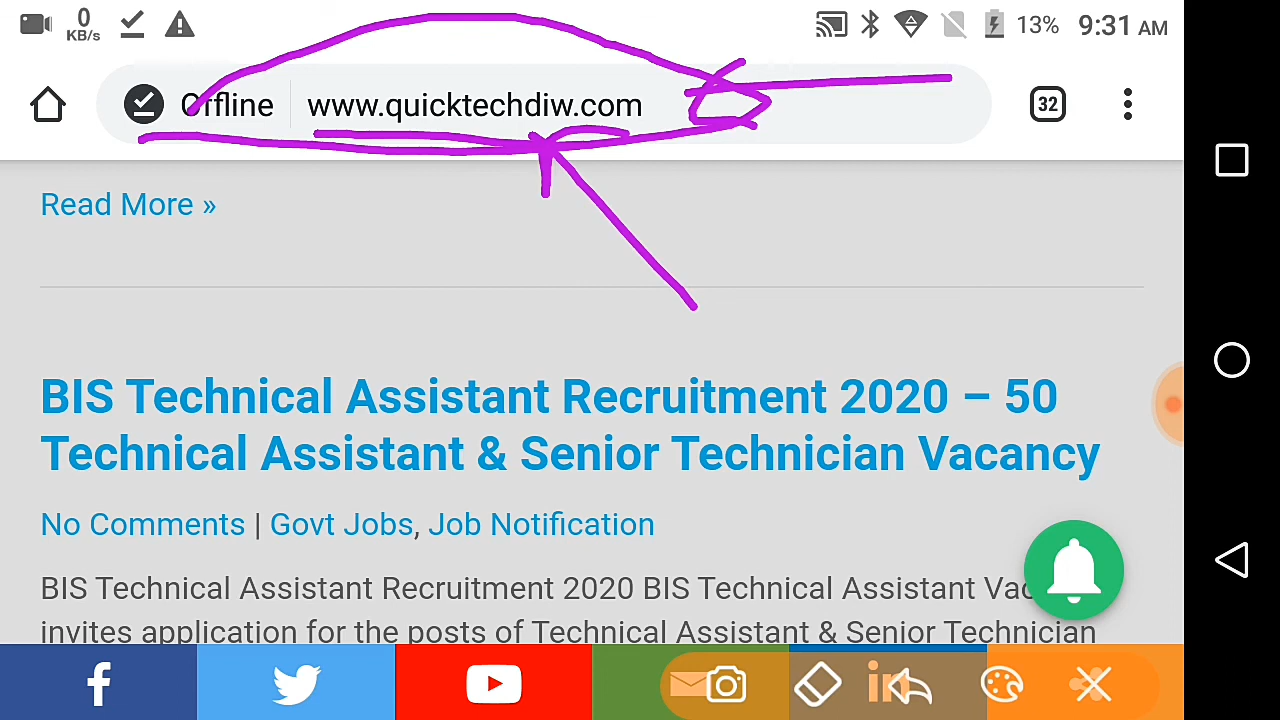 0
KB/s
13% 9:31 AM
Offline www.quicktechdiw.com 32
Read More »
BIS Technical Assistant Recruitment 2020 – 50
Technical Assistant & Senior Technician Vacancy
No Comments | Govt Jobs, Job Notification
BIS Technical Assistant Recruitment 2020 BIS Technical Assistant
invites application for the posts of Technical Assistant & Senior Technician
f
in